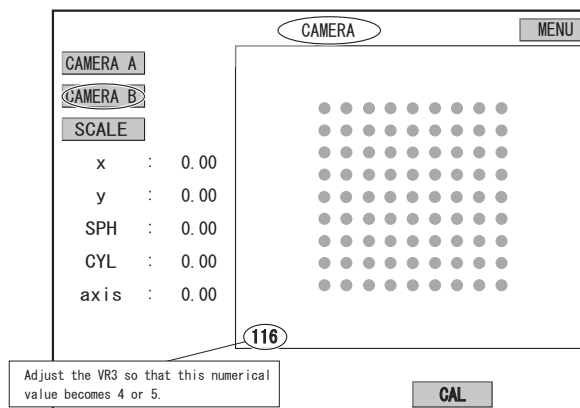 CAMERA
MENU
CAMERA A
CAMERA B
SCALE
x : 0.00
y : 0.00
SPH : 0.00
CYL : 0.00
axis : 0.00
116
Adjust the VR3 so that this numerical
value becomes 4 or 5.
CAL